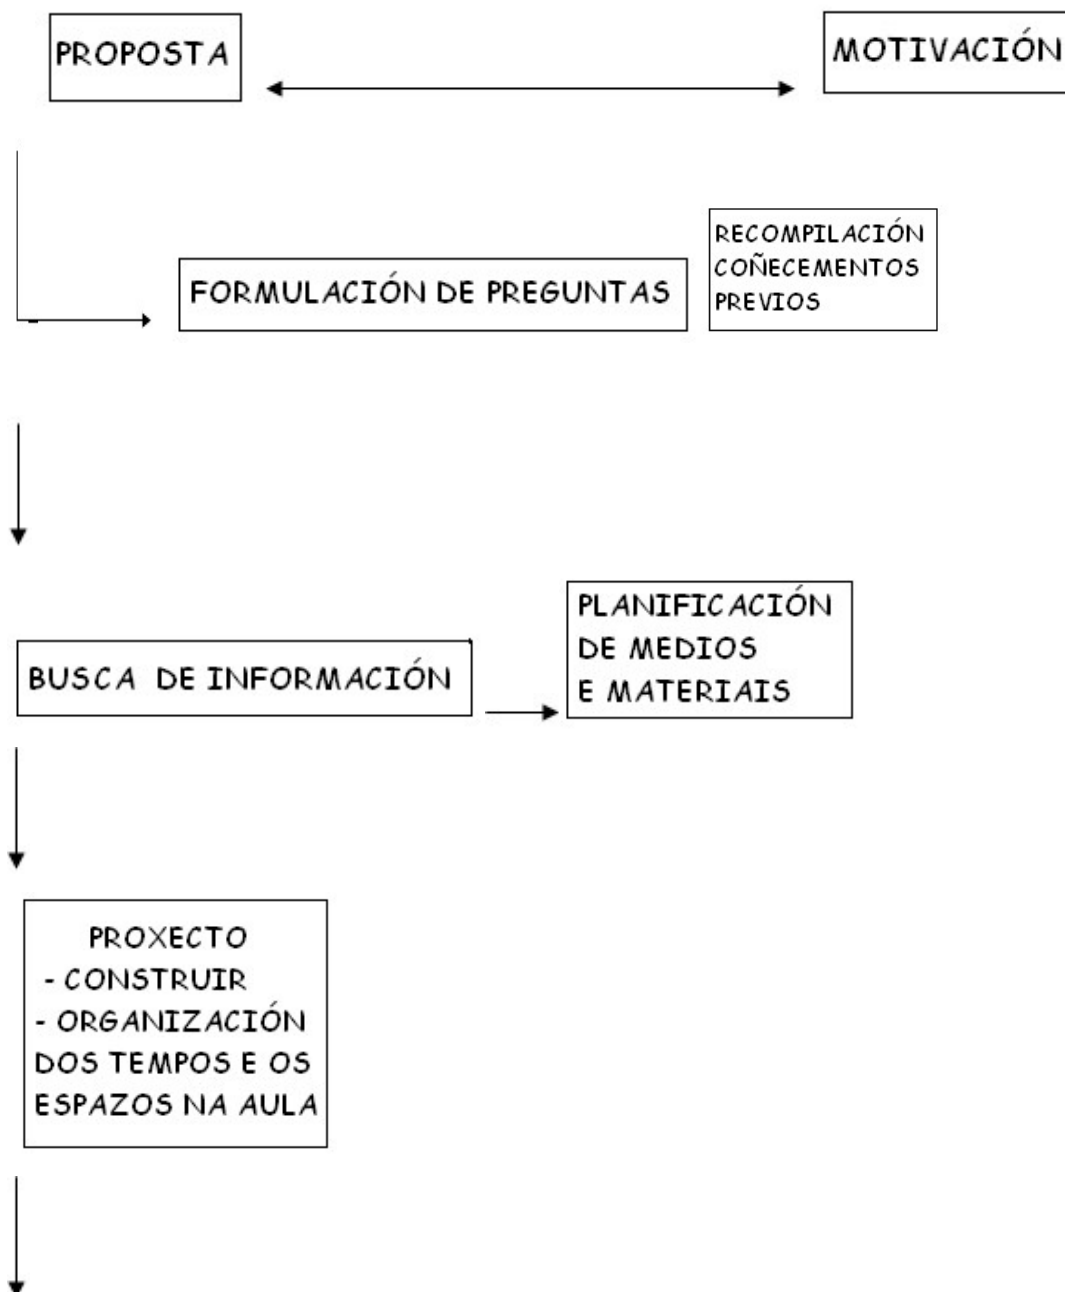 PROPOSTA
MOTIVACIÓN
FORMULACIÓN DE PREGUNTAS
RECOMPILACIÓN
COÑECEMENTOS
PREVIOS
BUSCA DE INFORMACIÓN
PLANIFICACIÓN
DE MEDIOS
E MATERIAIS
PROXECTO
- CONSTRUIR
- ORGANIZACIÓN
DOS TEMPOS E OS
ESPAZOS NA AULA